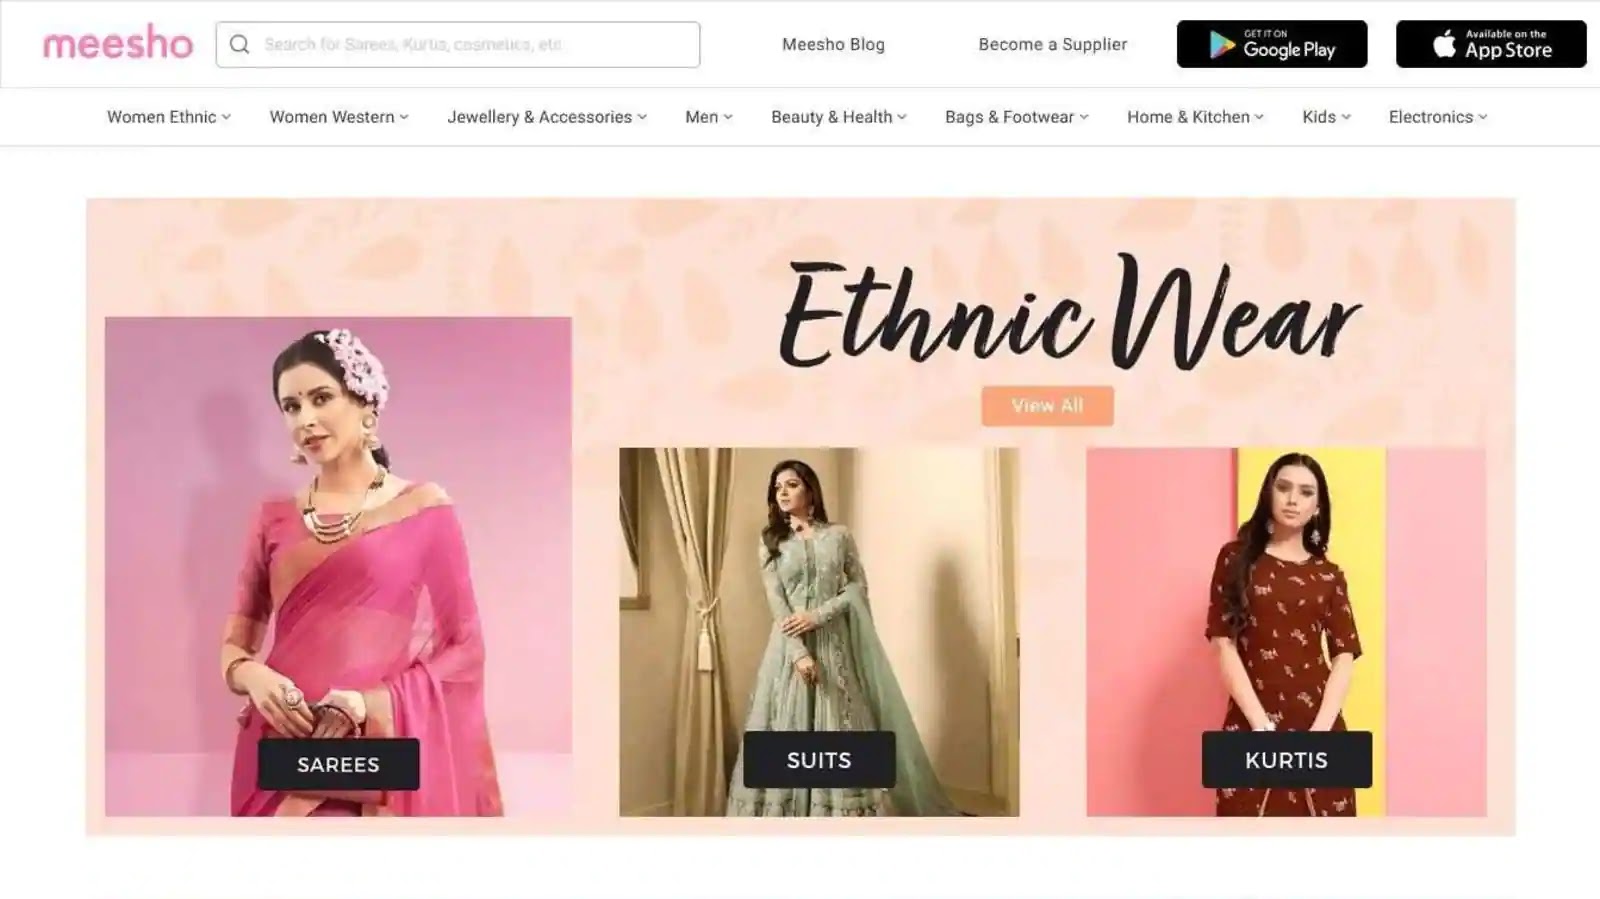 meesho
Search for Sarees, Kurtis, cosmetics, etc
Meesho Blog
Become a Supplier
GET IT ON
Google Play
Available on the
App Store
Women Ethnic
Women Western
Jewellery & Accessories
Men
Beauty & Health
Bags & Footwear
Home & Kitchen
Kids
Electronics
Ethnic Wear
View All
SAREES
SUITS
KURTIS